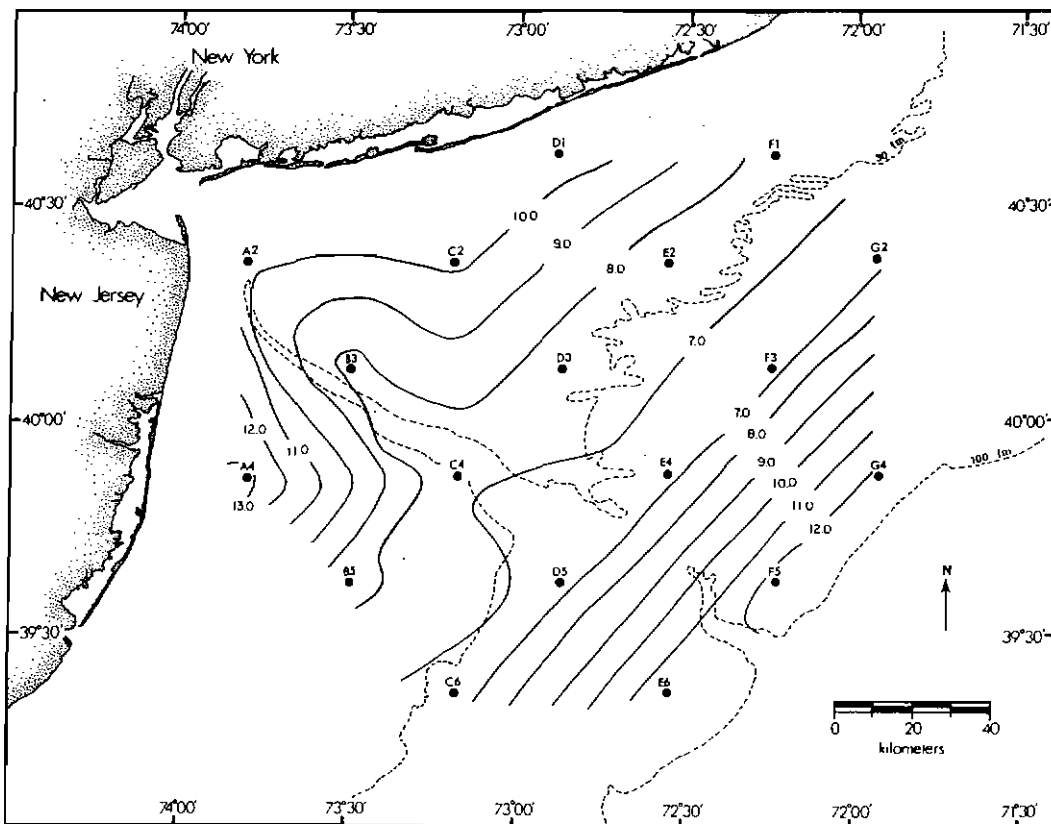 74°00'
73°30'
73°00'
72°30'
72°00'
71°30'
New York
D1
F1
40°30'
40°30'
10.0
9.0
8.0
A2
C2
E2
G2
New Jersey
7.0
B3
D3
F3
40°00'
40°00'
7.0
8.0
12.0
11.0
9.0
100 (m)
A4
C4
E4
10.0
G4
13.0
11.0
12.0
B5
D5
F5
N
39°30'
39°30'
C6
E6
0 20 40
kilometers
74°00'
73°30'
73°00'
72°30'
72°00'
71°30'